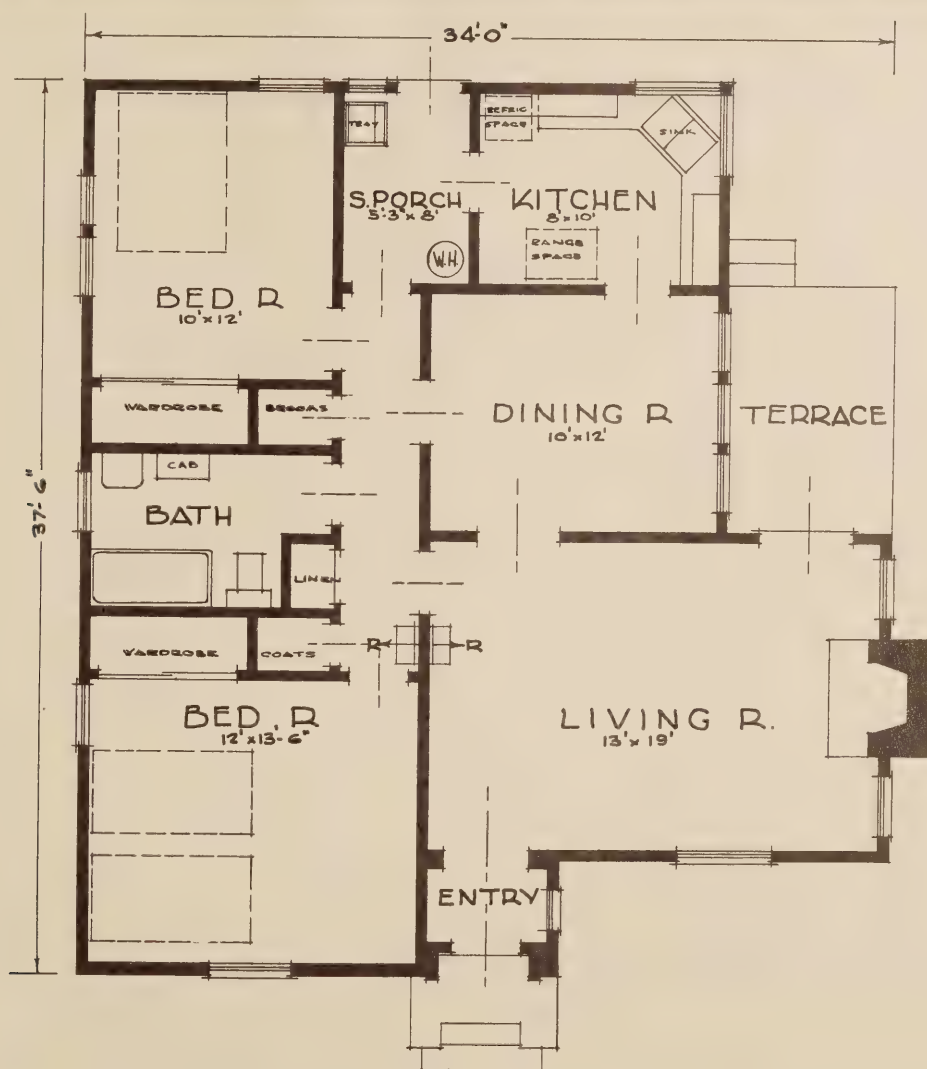 34'-0"
TRAY
REFRIG
SPACE
SINK
S. PORCH
5'-3" x 8'
KITCHEN
8' x 10'
W.H.
RANGE
SPACE
BED R
10' x 12'
WARDROBE
BROOMS
DINING R
10' x 12'
TERRACE
37'-6"
CAB
BATH
LINEN
WARDROBE
COATS
R
R
BED. R
12' x 13-6"
LIVING R.
13' x 19'
ENTRY